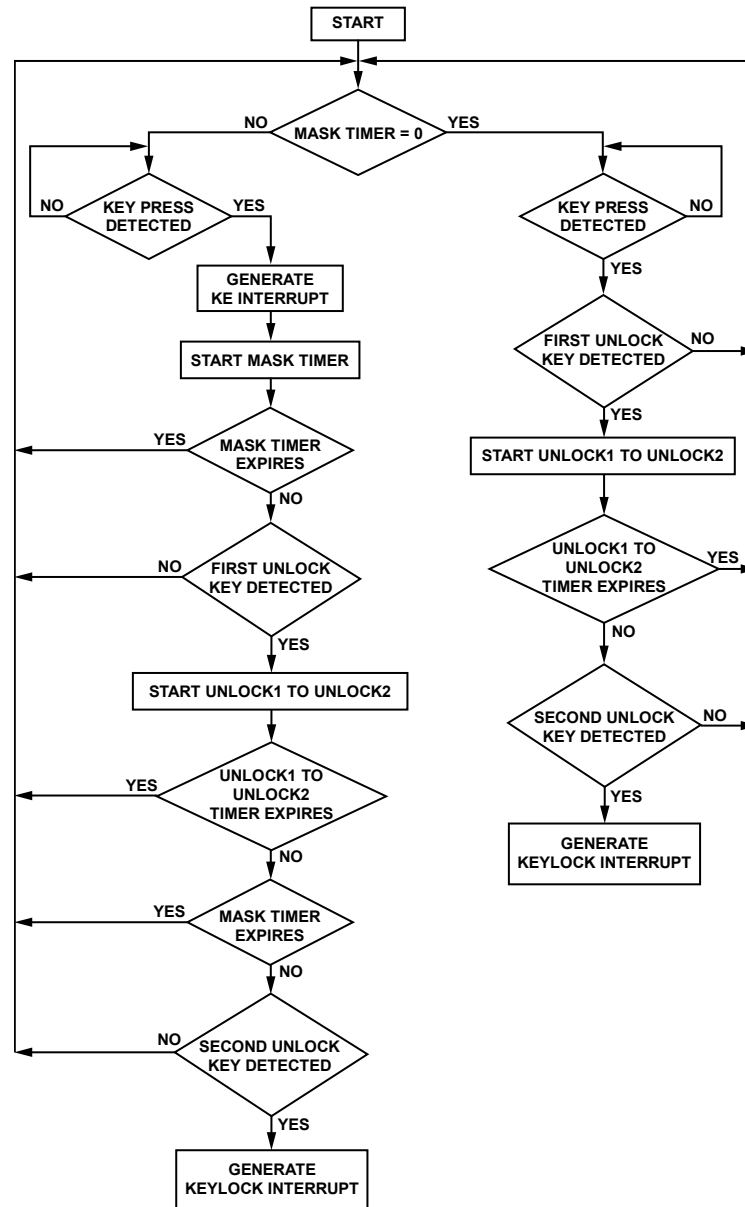 START
MASK TIMER = 0
NO
YES
NO
KEY PRESS
DETECTED
YES
GENERATE
KE INTERRUPT
START MASK TIMER
YES
MASK TIMER
EXPIRES
NO
NO
FIRST UNLOCK
KEY DETECTED
YES
START UNLOCK1 TO UNLOCK2
YES
UNLOCK1 TO
UNLOCK2
TIMER EXPIRES
NO
YES
MASK TIMER
EXPIRES
NO
NO
SECOND UNLOCK
KEY DETECTED
YES
GENERATE
KEYLOCK INTERRUPT
KEY PRESS
DETECTED
NO
YES
FIRST UNLOCK
KEY DETECTED
NO
YES
START UNLOCK1 TO UNLOCK2
UNLOCK1 TO
UNLOCK2
TIMER EXPIRES
YES
NO
SECOND UNLOCK
KEY DETECTED
NO
YES
GENERATE
KEYLOCK INTERRUPT